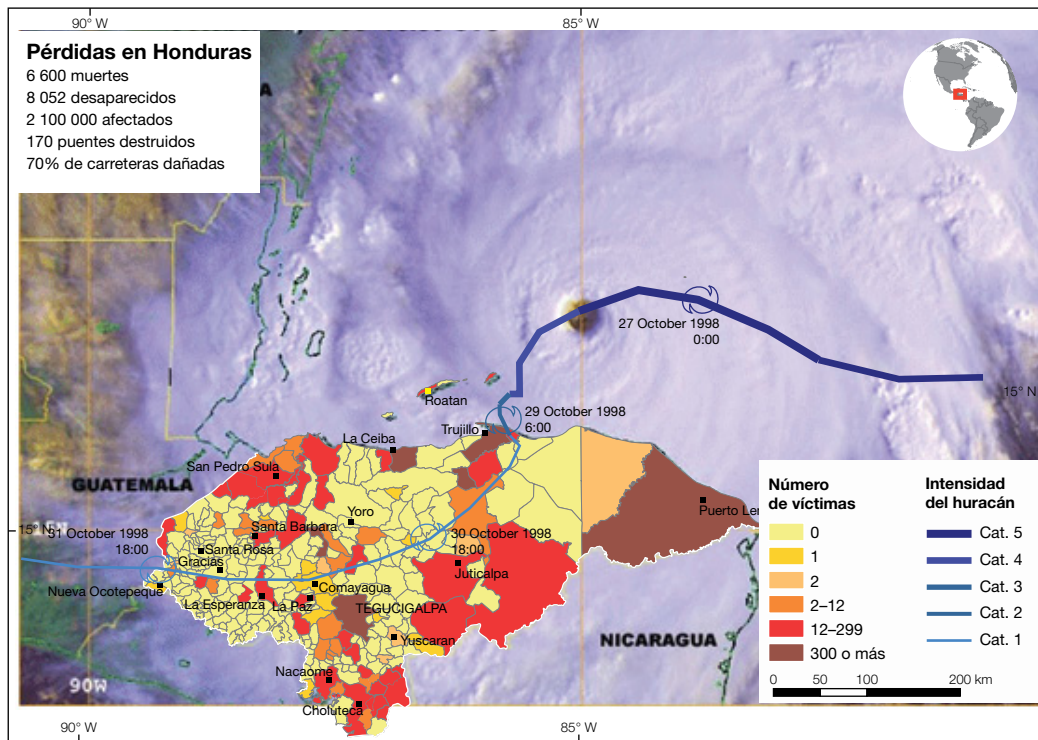 90° W
85° W
Pérdidas en Honduras
6 600 muertes
8 052 desaparecidos
2 100 000 afectados
170 puentes destruidos
70% de carreteras dañadas
27 October 1998
0:00
15° N
Roatan
29 October 1998
6:00
Trujillo
La Ceiba
San Pedro Sula
GUATEMALA
Yoro
Puerto
15° N
Santa Barbara
31 October 1998
18:00
30 October 1998
18:00
Santa Rosa
Gracias
Juticalpa
Nueva Ocotepeque
Comayagua
La Esperanza
La Paz
TEGUCIGALPA
Yuscaran
NICARAGUA
Nacaome
90W
Choluteca
Número
de víctimas
0
1
2
2–12
12–299
300 o más
Intensidad
del huracán
Cat. 5
Cat. 4
Cat. 3
Cat. 2
Cat. 1
0 50 100 200 km
90° W
85° W